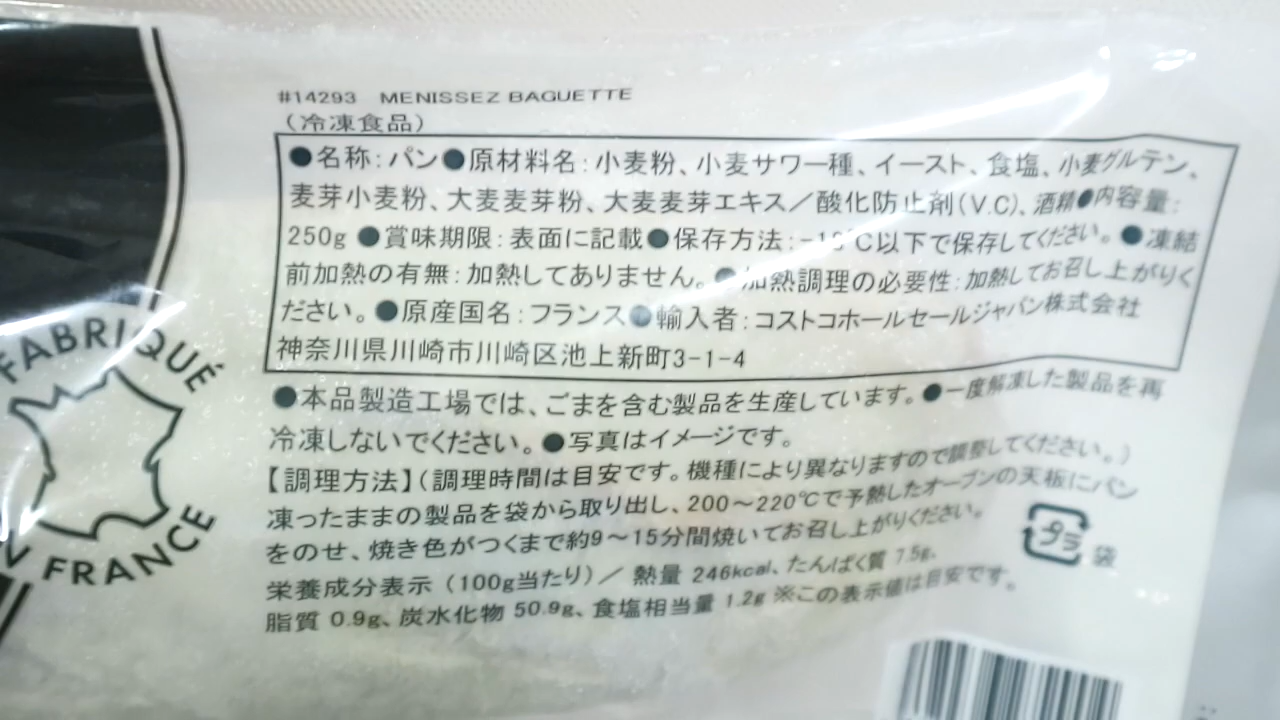 #14293 MENISSEZ BAGUETTE
（冷凍食品）
●名称：パン●原材料名：小麦粉、小麦サワー種、イースト、食塩、小麦グルテン、
麦芽小麦粉、大麦麦芽粉、大麦麦芽エキス／酸化防止剤(V.C)、酒精●内容量：
250g ●賞味期限：表面に記載●保存方法：-18℃以下で保存してください。●凍結
前加熱の有無：加熱してありません。●加熱調理の必要性：加熱してお召し上がりく
ださい。●原産国名：フランス●輸入者：コストコホールセールジャパン株式会社
神奈川県川崎市川崎区池上新町3-1-4
●本品製造工場では、ごまを含む製品を生産しています。●一度解凍した製品を再
冷凍しないでください。●写真はイメージです。
【調理方法】（調理時間は目安です。機種により異なりますので調整してください。）
凍ったままの製品を袋から取り出し、200～220℃で予熱したオーブンの天板にパン
をのせ、焼き色がつくまで約9～15分間焼いてお召し上がりください。
栄養成分表示（100g当たり）／熱量 246kcal、たんぱく質 7.5g、
脂質 0.9g、炭水化物 50.9g、食塩相当量 1.2g ※この表示値は目安です。
プラ
袋
FABRIQUÉ
FRANCE